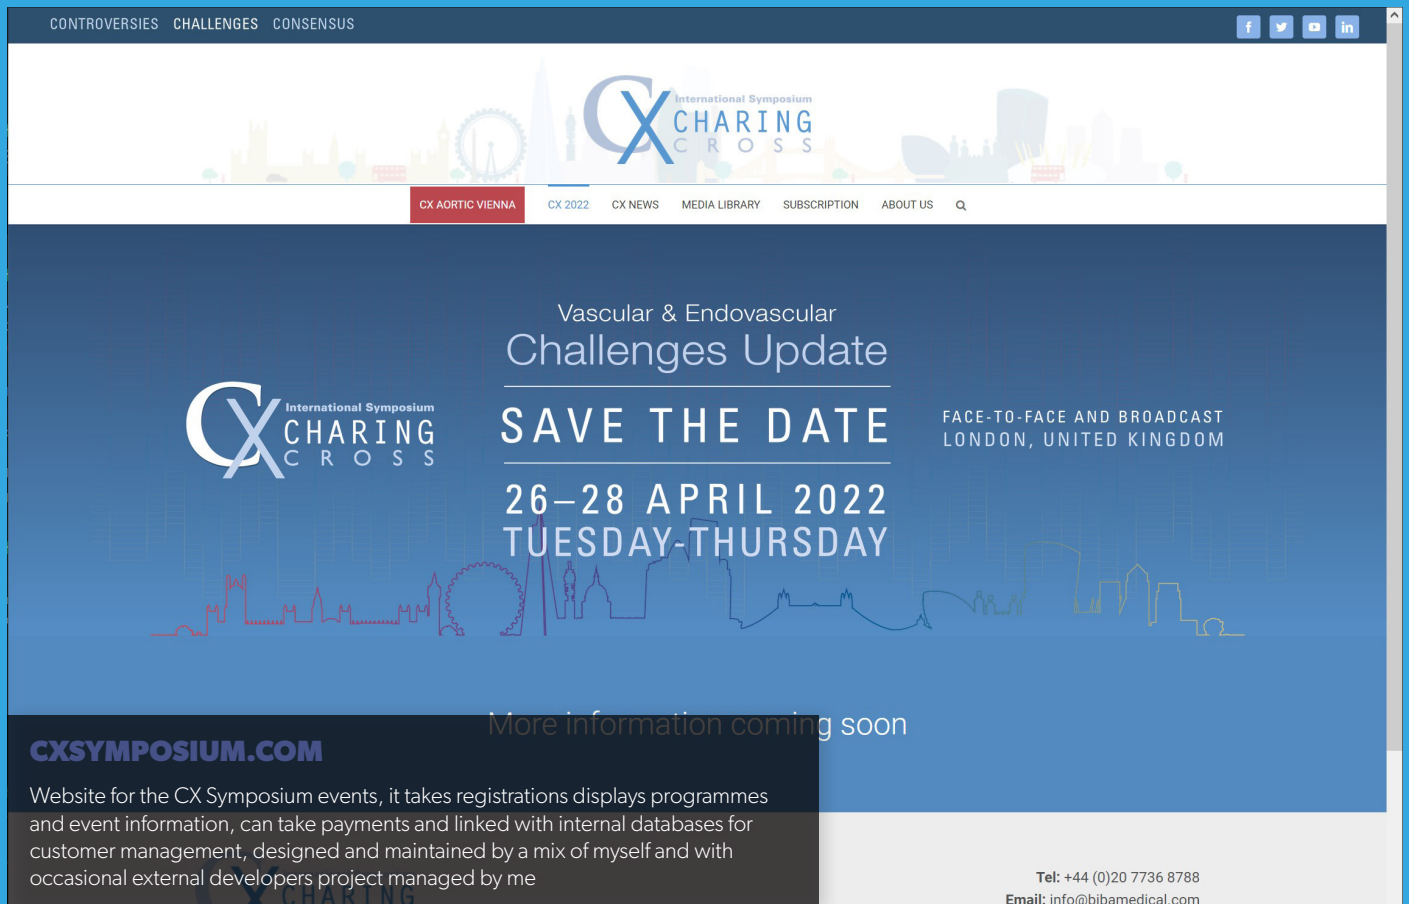 CONTROVERSIES CHALLENGES CONSENSUS
International Symposium
CX CHARING
CROSS
CX AORTIC VIENNA CX 2022 CX NEWS MEDIA LIBRARY SUBSCRIPTION ABOUT US
Vascular & Endovascular
Challenges Update
International Symposium
CX CHARING
CROSS
SAVE THE DATE
26–28 APRIL 2022
TUESDAY-THURSDAY
FACE-TO-FACE AND BROADCAST
LONDON, UNITED KINGDOM
More information coming soon
CXSYMPOSIUM.COM
Website for the CX Symposium events, it takes registrations displays programmes
and event information, can take payments and linked with internal databases for
customer management, designed and maintained by a mix of myself and with
occasional external developers project managed by me
CHARING
Tel: +44 (0)20 7736 8788
Email: info@bibamedical.com